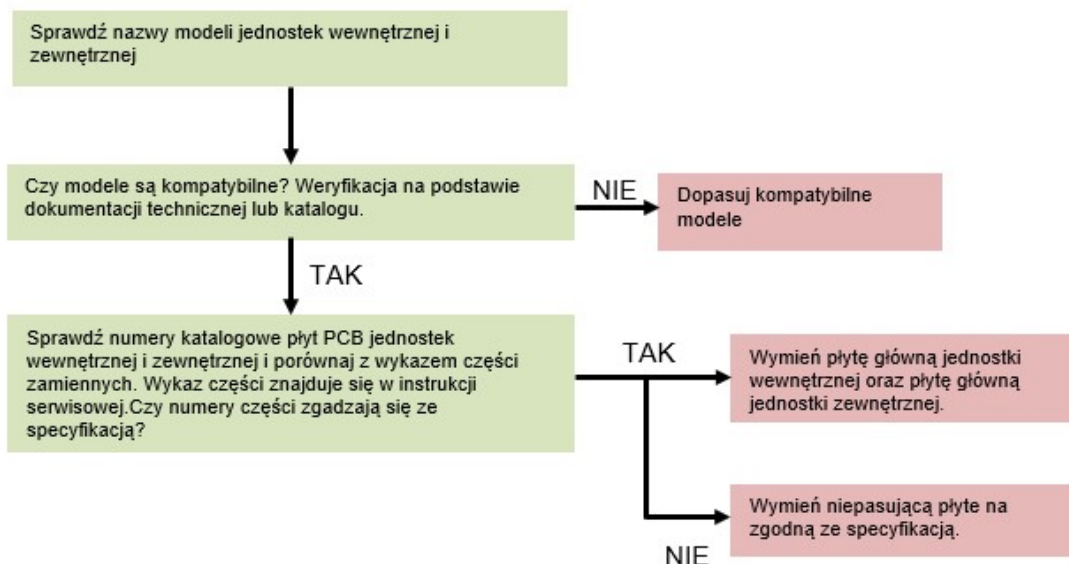 Sprawdź nazwy modeli jednostek wewnętrznej i
zewnętrznej
Czy modele są kompatybilne? Weryfikacja na podstawie
dokumentacji technicznej lub katalogu.
NIE
Dopasuj kompatybilne
modele
TAK
Sprawdź numery katalogowe płyt PCB jednostek
wewnętrznej i zewnętrznej i porównaj z wykazem części
zamiennych. Wykaz części znajduje się w instrukcji
serwisowej.Czy numery części zgadzają się ze
specyfikacją?
TAK
Wymień płytę główną jednostki
wewnętrznej oraz płytę główną
jednostki zewnętrznej.
NIE
Wymień niepasującą płyte na
zgodną ze specyfikacją.